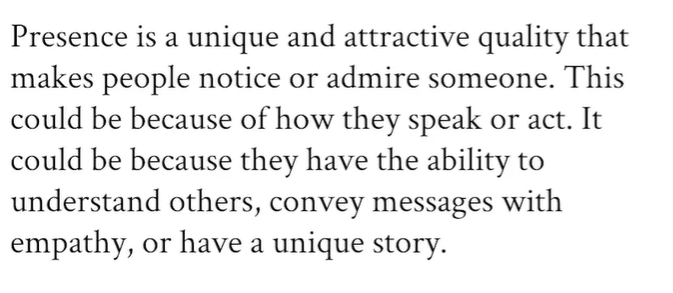 Presence is a unique and attractive quality that
makes people notice or admire someone. This
could be because of how they speak or act. It
could be because they have the ability to
understand others, convey messages with
empathy, or have a unique story.